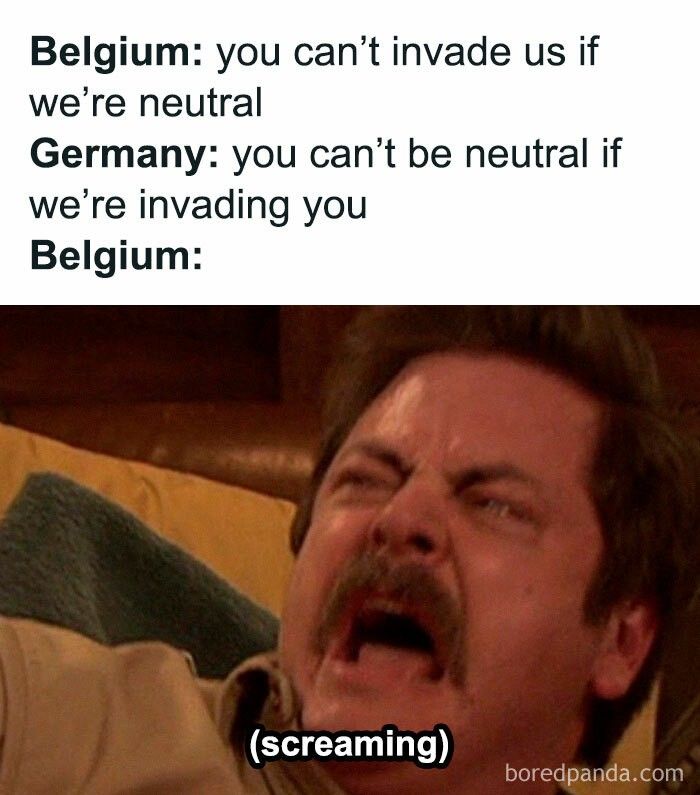 Belgium: you can’t invade us if
we’re neutral
Germany: you can’t be neutral if
we’re invading you
Belgium:
(screaming)
boredpanda.com